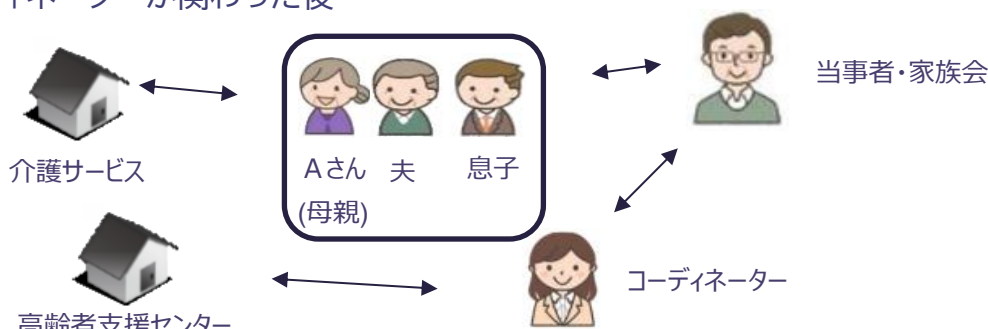 当事者・家族会
介護サービス
Aさん 夫 息子
(母親)
コーディネーター
高齢者支援センター